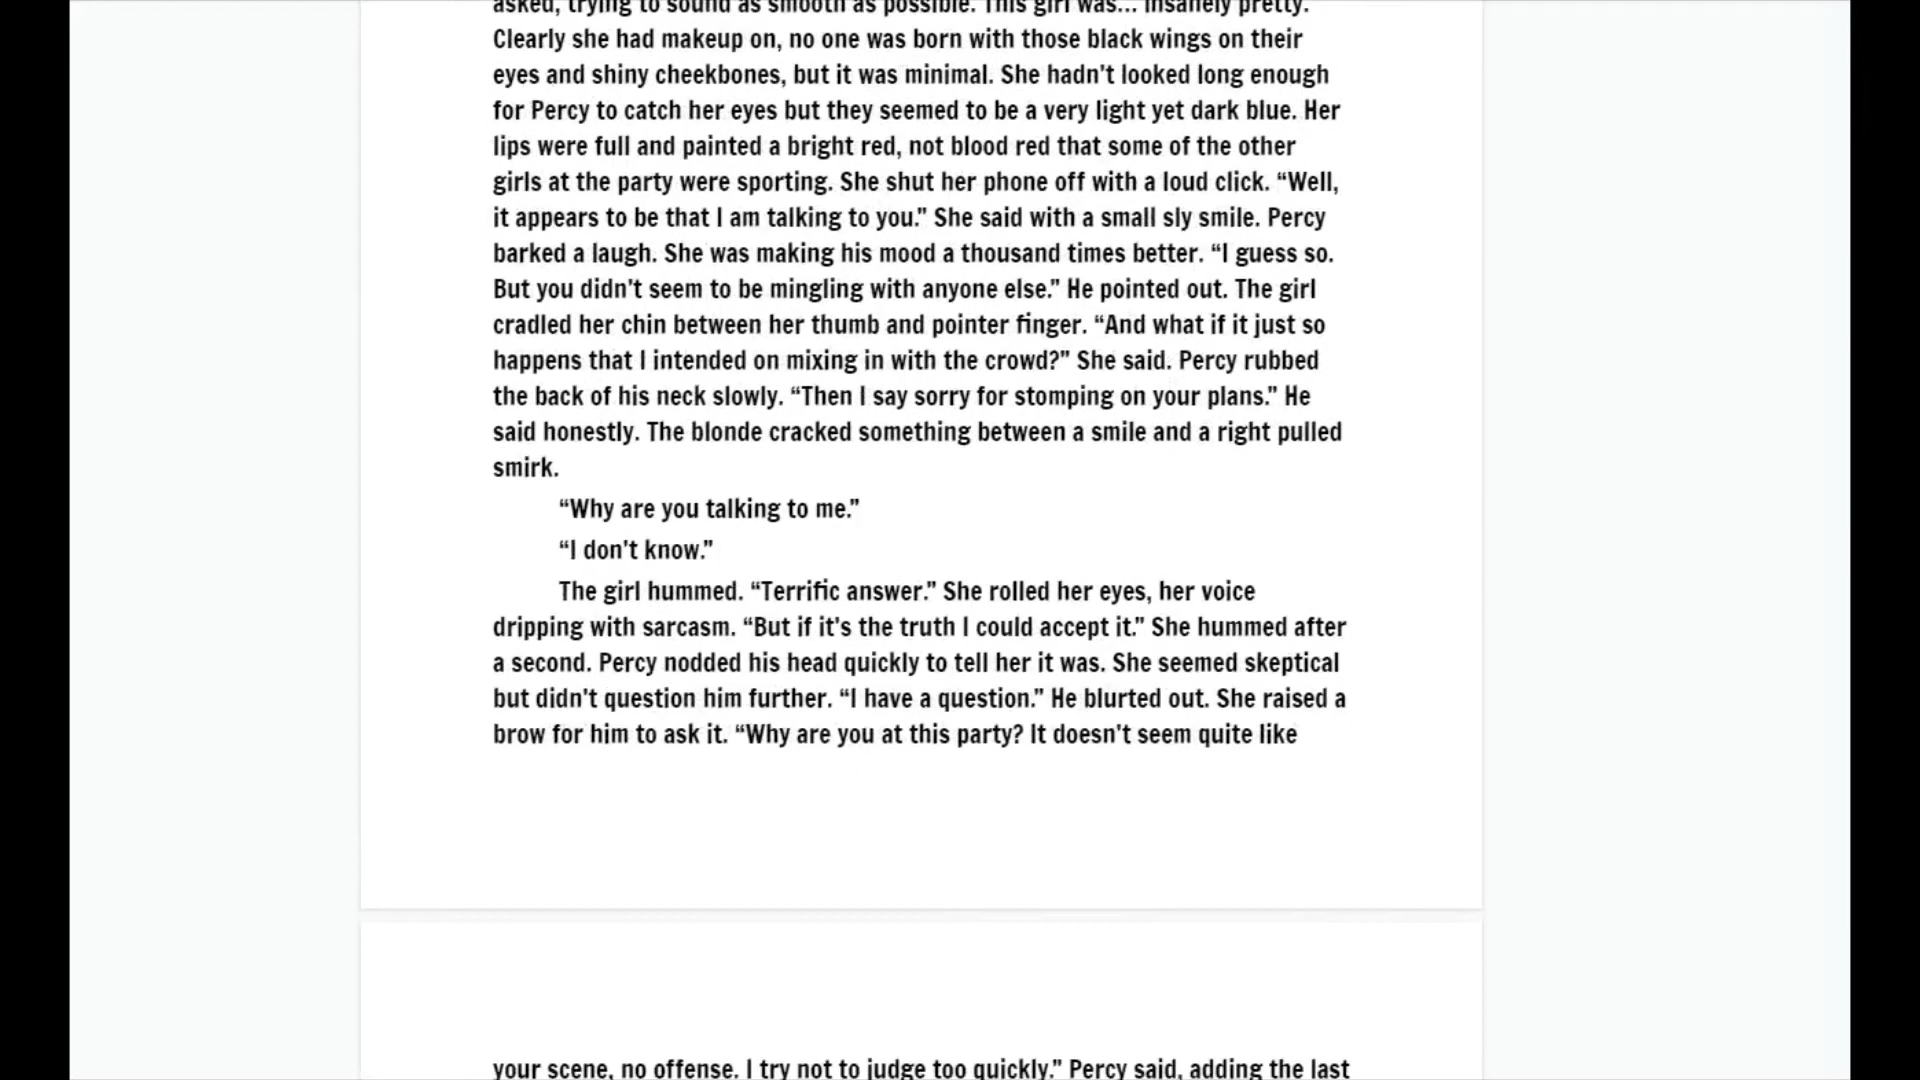 asked, trying to sound as smooth as possible. This girl was... insanely pretty.
Clearly she had makeup on, no one was born with those black wings on their
eyes and shiny cheekbones, but it was minimal. She hadn't looked long enough
for Percy to catch her eyes but they seemed to be a very light yet dark blue. Her
lips were full and painted a bright red, not blood red that some of the other
girls at the party were sporting. She shut her phone off with a loud click. “Well,
it appears to be that I am talking to you.” She said with a small sly smile. Percy
barked a laugh. She was making his mood a thousand times better. “I guess so.
But you didn't seem to be mingling with anyone else.” He pointed out. The girl
cradled her chin between her thumb and pointer finger. “And what if it just so
happens that I intended on mixing in with the crowd?” She said. Percy rubbed
the back of his neck slowly. “Then I say sorry for stomping on your plans.” He
said honestly. The blonde cracked something between a smile and a right pulled
smirk.
“Why are you talking to me.”
“I don't know.”
The girl hummed. “Terrific answer.” She rolled her eyes, her voice
dripping with sarcasm. “But if it's the truth I could accept it.” She hummed after
a second. Percy nodded his head quickly to tell her it was. She seemed skeptical
but didn't question him further. “I have a question.” He blurted out. She raised a
brow for him to ask it. “Why are you at this party? It doesn't seem quite like
your scene, no offense. I try not to judge too quickly.” Percy said, adding the last